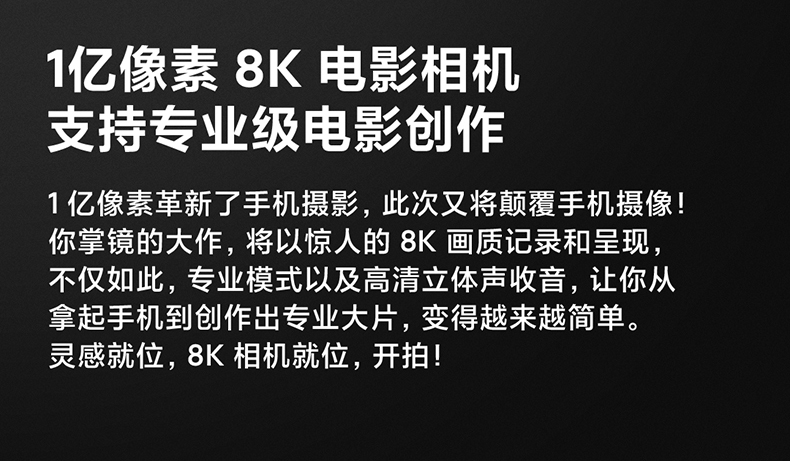 1亿像素 8K 电影相机
支持专业级电影创作
1 亿像素革新了手机摄影，此次又将颠覆手机摄像！
你掌镜的大作，将以惊人的 8K 画质记录和呈现，
不仅如此，专业模式以及高清立体声收音，让你从
拿起手机到创作出专业大片，变得越来越简单。
灵感就位，8K 相机就位，开拍！